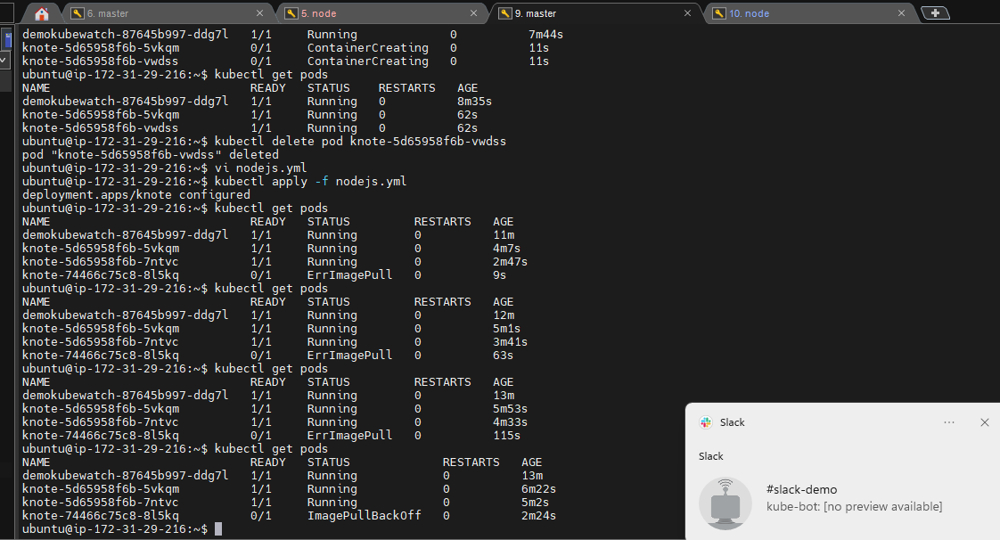 6. master
5. node
9. master
10. node
demokubewatch-87645b997-ddg7l   1/1     Running             0          7m44s
knote-5d65958f6b-5vkqm          0/1     ContainerCreating   0          11s
knote-5d65958f6b-vwdss          0/1     ContainerCreating   0          11s
ubuntu@ip-172-31-29-216:~$ kubectl get pods
NAME                            READY   STATUS    RESTARTS   AGE
demokubewatch-87645b997-ddg7l   1/1     Running   0          8m35s
knote-5d65958f6b-5vkqm          1/1     Running   0          62s
knote-5d65958f6b-vwdss          1/1     Running   0          62s
ubuntu@ip-172-31-29-216:~$ kubectl delete pod knote-5d65958f6b-vwdss
pod "knote-5d65958f6b-vwdss" deleted
ubuntu@ip-172-31-29-216:~$ vi nodejs.yml
ubuntu@ip-172-31-29-216:~$ kubectl apply -f nodejs.yml
deployment.apps/knote configured
ubuntu@ip-172-31-29-216:~$ kubectl get pods
NAME                            READY   STATUS         RESTARTS   AGE
demokubewatch-87645b997-ddg7l   1/1     Running        0          11m
knote-5d65958f6b-5vkqm          1/1     Running        0          4m7s
knote-5d65958f6b-7ntvc          1/1     Running        0          2m47s
knote-74466c75c8-8l5kq          0/1     ErrImagePull   0          9s
ubuntu@ip-172-31-29-216:~$ kubectl get pods
NAME                            READY   STATUS         RESTARTS   AGE
demokubewatch-87645b997-ddg7l   1/1     Running        0          12m
knote-5d65958f6b-5vkqm          1/1     Running        0          5m1s
knote-5d65958f6b-7ntvc          1/1     Running        0          3m41s
knote-74466c75c8-8l5kq          0/1     ErrImagePull   0          63s
ubuntu@ip-172-31-29-216:~$ kubectl get pods
NAME                            READY   STATUS         RESTARTS   AGE
demokubewatch-87645b997-ddg7l   1/1     Running        0          13m
knote-5d65958f6b-5vkqm          1/1     Running        0          5m53s
knote-5d65958f6b-7ntvc          1/1     Running        0          4m33s
knote-74466c75c8-8l5kq          0/1     ErrImagePull   0          115s
ubuntu@ip-172-31-29-216:~$ kubectl get pods
NAME                            READY   STATUS             RESTARTS   AGE
demokubewatch-87645b997-ddg7l   1/1     Running            0          13m
knote-5d65958f6b-5vkqm          1/1     Running            0          6m22s
knote-5d65958f6b-7ntvc          1/1     Running            0          5m2s
knote-74466c75c8-8l5kq          0/1     ImagePullBackOff   0          2m24s
ubuntu@ip-172-31-29-216:~$
Slack
Slack
#slack-demo
kube-bot: [no preview available]